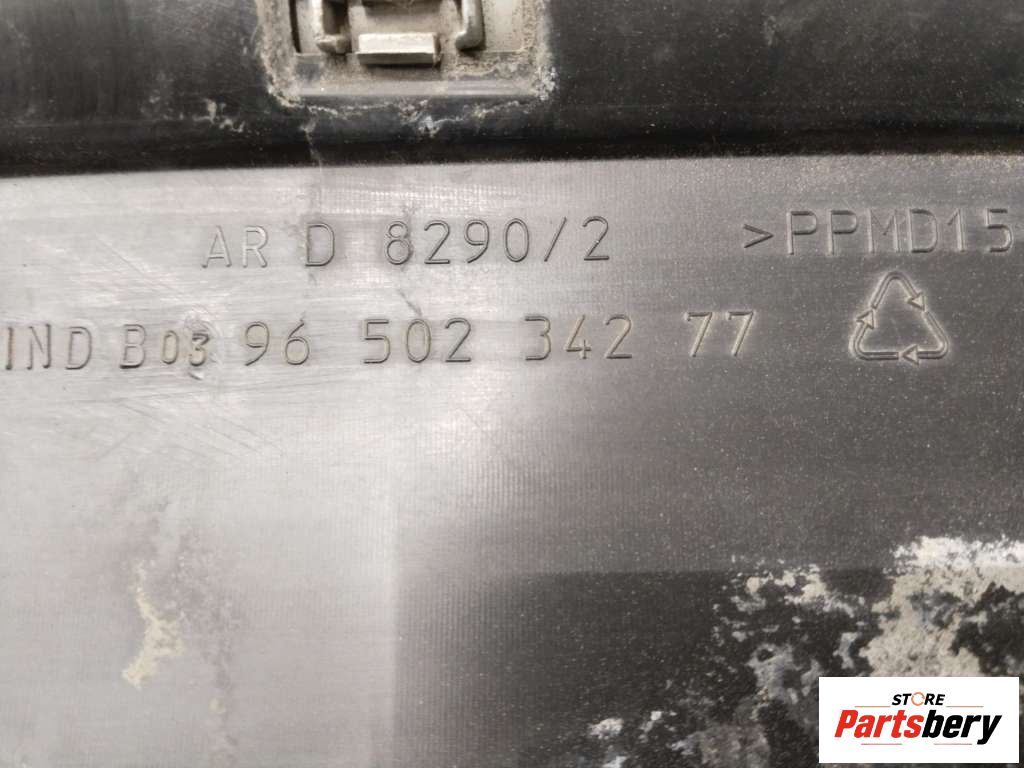 AR D 8290/2 >PPMD15
IND B03 96 502 342 77
STORE
Partsbery